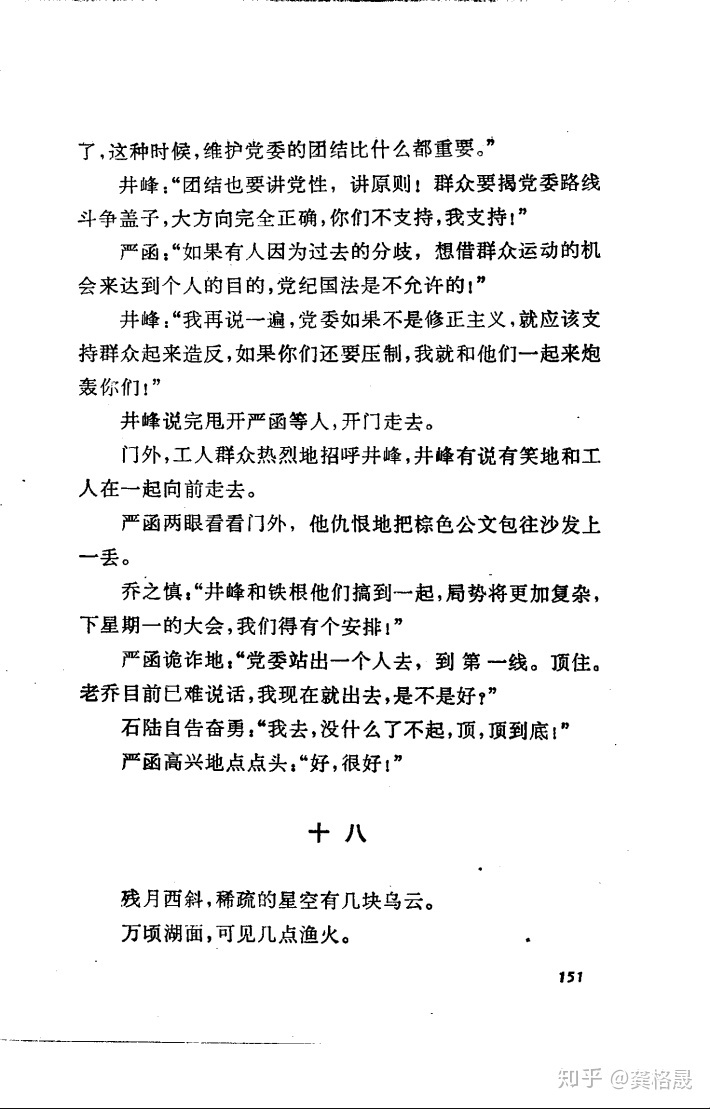 了，这种时候，维护党委的团结比什么都重要。”
井峰：“团结也要讲党性，讲原则！群众要揭党委路线
斗争盖子，大方向完全正确，你们不支持，我支持！”
严函：“如果有人因为过去的分歧，想借群众运动的机
会来达到个人的目的，党纪国法是不允许的！”
井峰：“我再说一遍，党委如果不是修正主义，就应该支
持群众起来造反，如果你们还要压制，我就和他们一起来炮
轰你们！”
井峰说完甩开严函等人，开门走去。
门外，工人群众热烈地招呼井峰，井峰有说有笑地和工
人在一起向前走去。
严函两眼看看门外，他仇恨地把棕色公文包往沙发上
一丢。
乔之慎：“井峰和铁根他们搞到一起，局势将更加复杂，
下星期一的大会，我们得有个安排！”
严函诡诈地：“党委站出一个人去，到第一线。顶住。
老乔目前已难说话，我现在就出去，是不是好？”
石陆自告奋勇：“我去，没什么了不起，顶，顶到底！”
严函高兴地点点头：“好，很好！”
十八
残月西斜，稀疏的星空有几块乌云。
万顷湖面，可见几点渔火。
151
知乎 @龚格晟